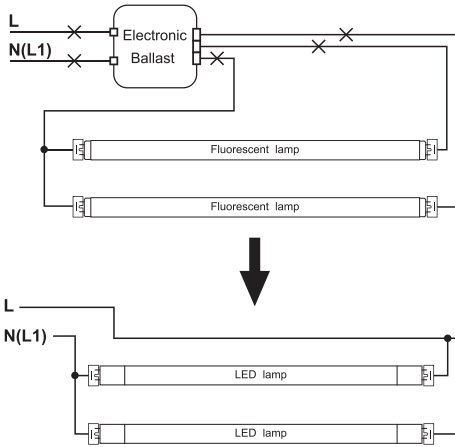 L
N(L1)
Electronic
Ballast
Fluorescent lamp
Fluorescent lamp
L
N(L1)
LED lamp
LED lamp